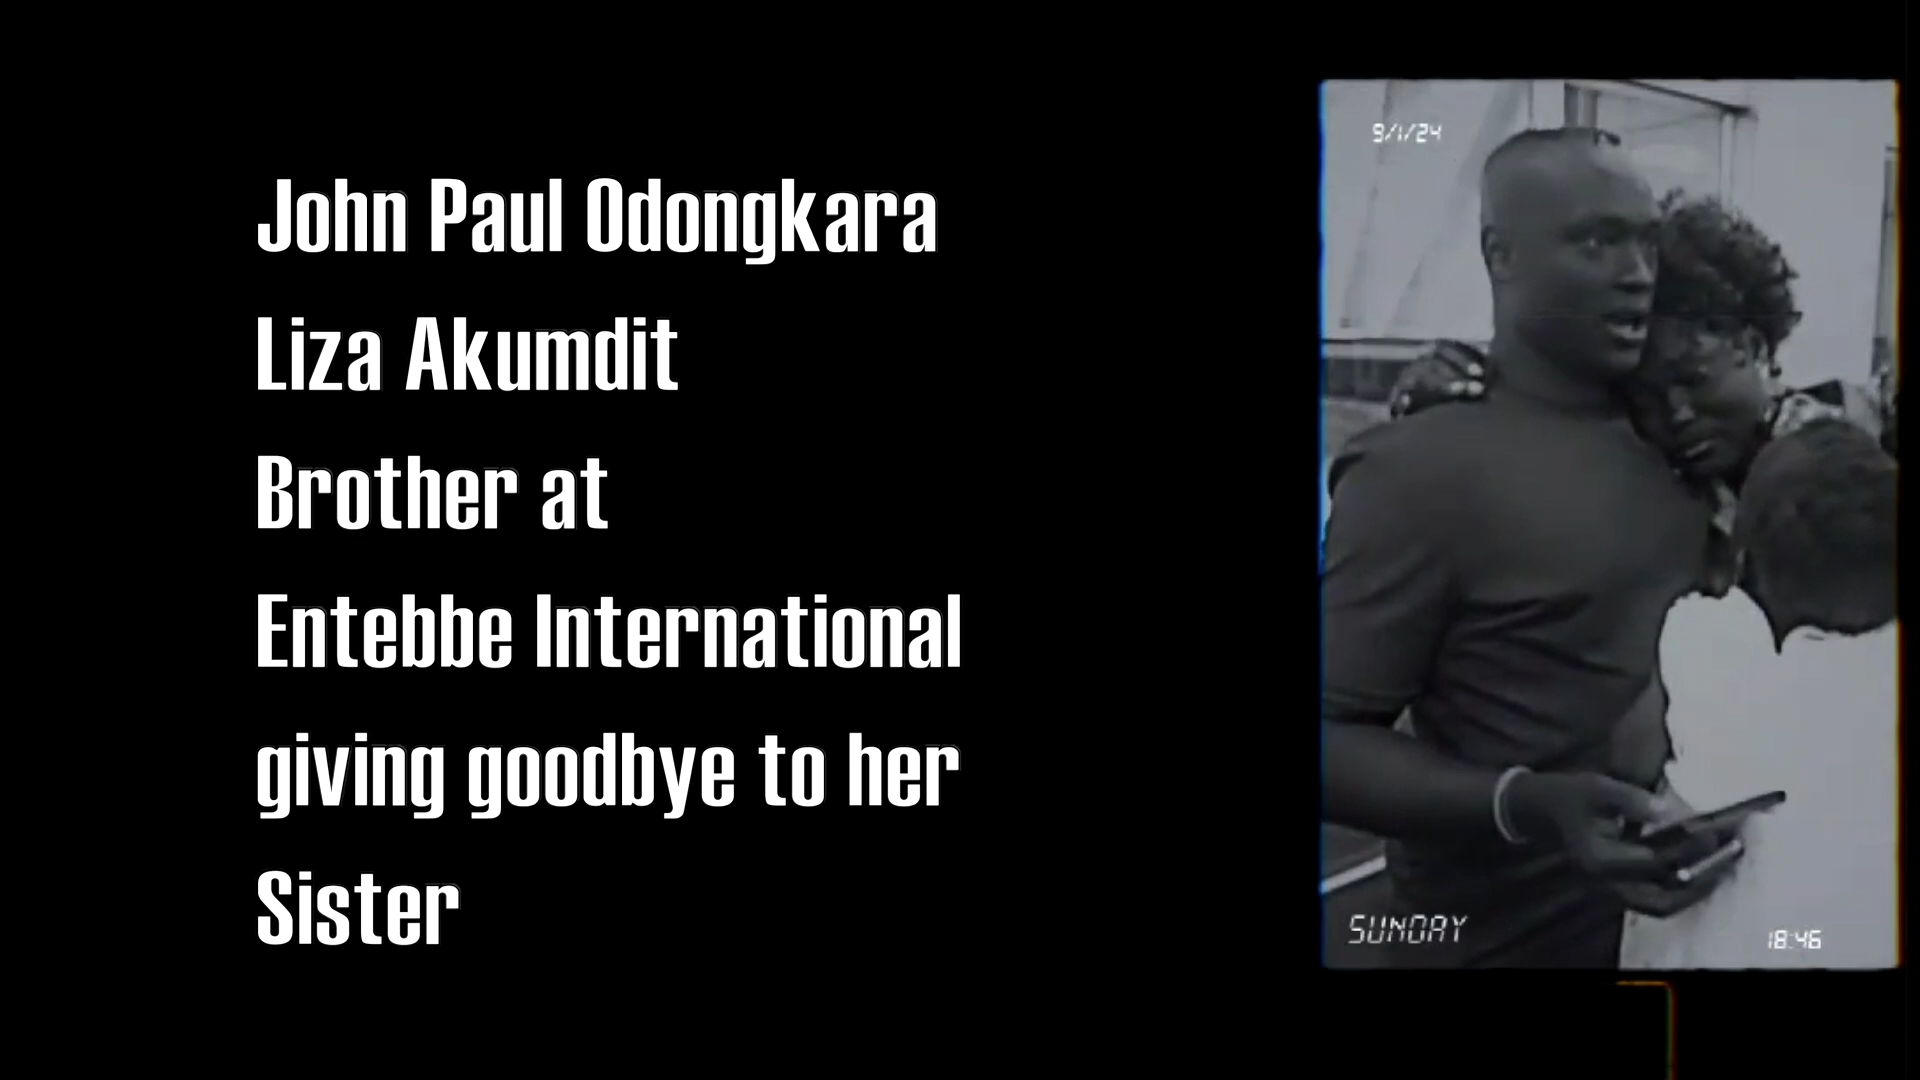 John Paul Odongkara
Liza Akumdit
Brother at
Entebbe International
giving goodbye to her
Sister
9/1/24
SUNDAY
18:46